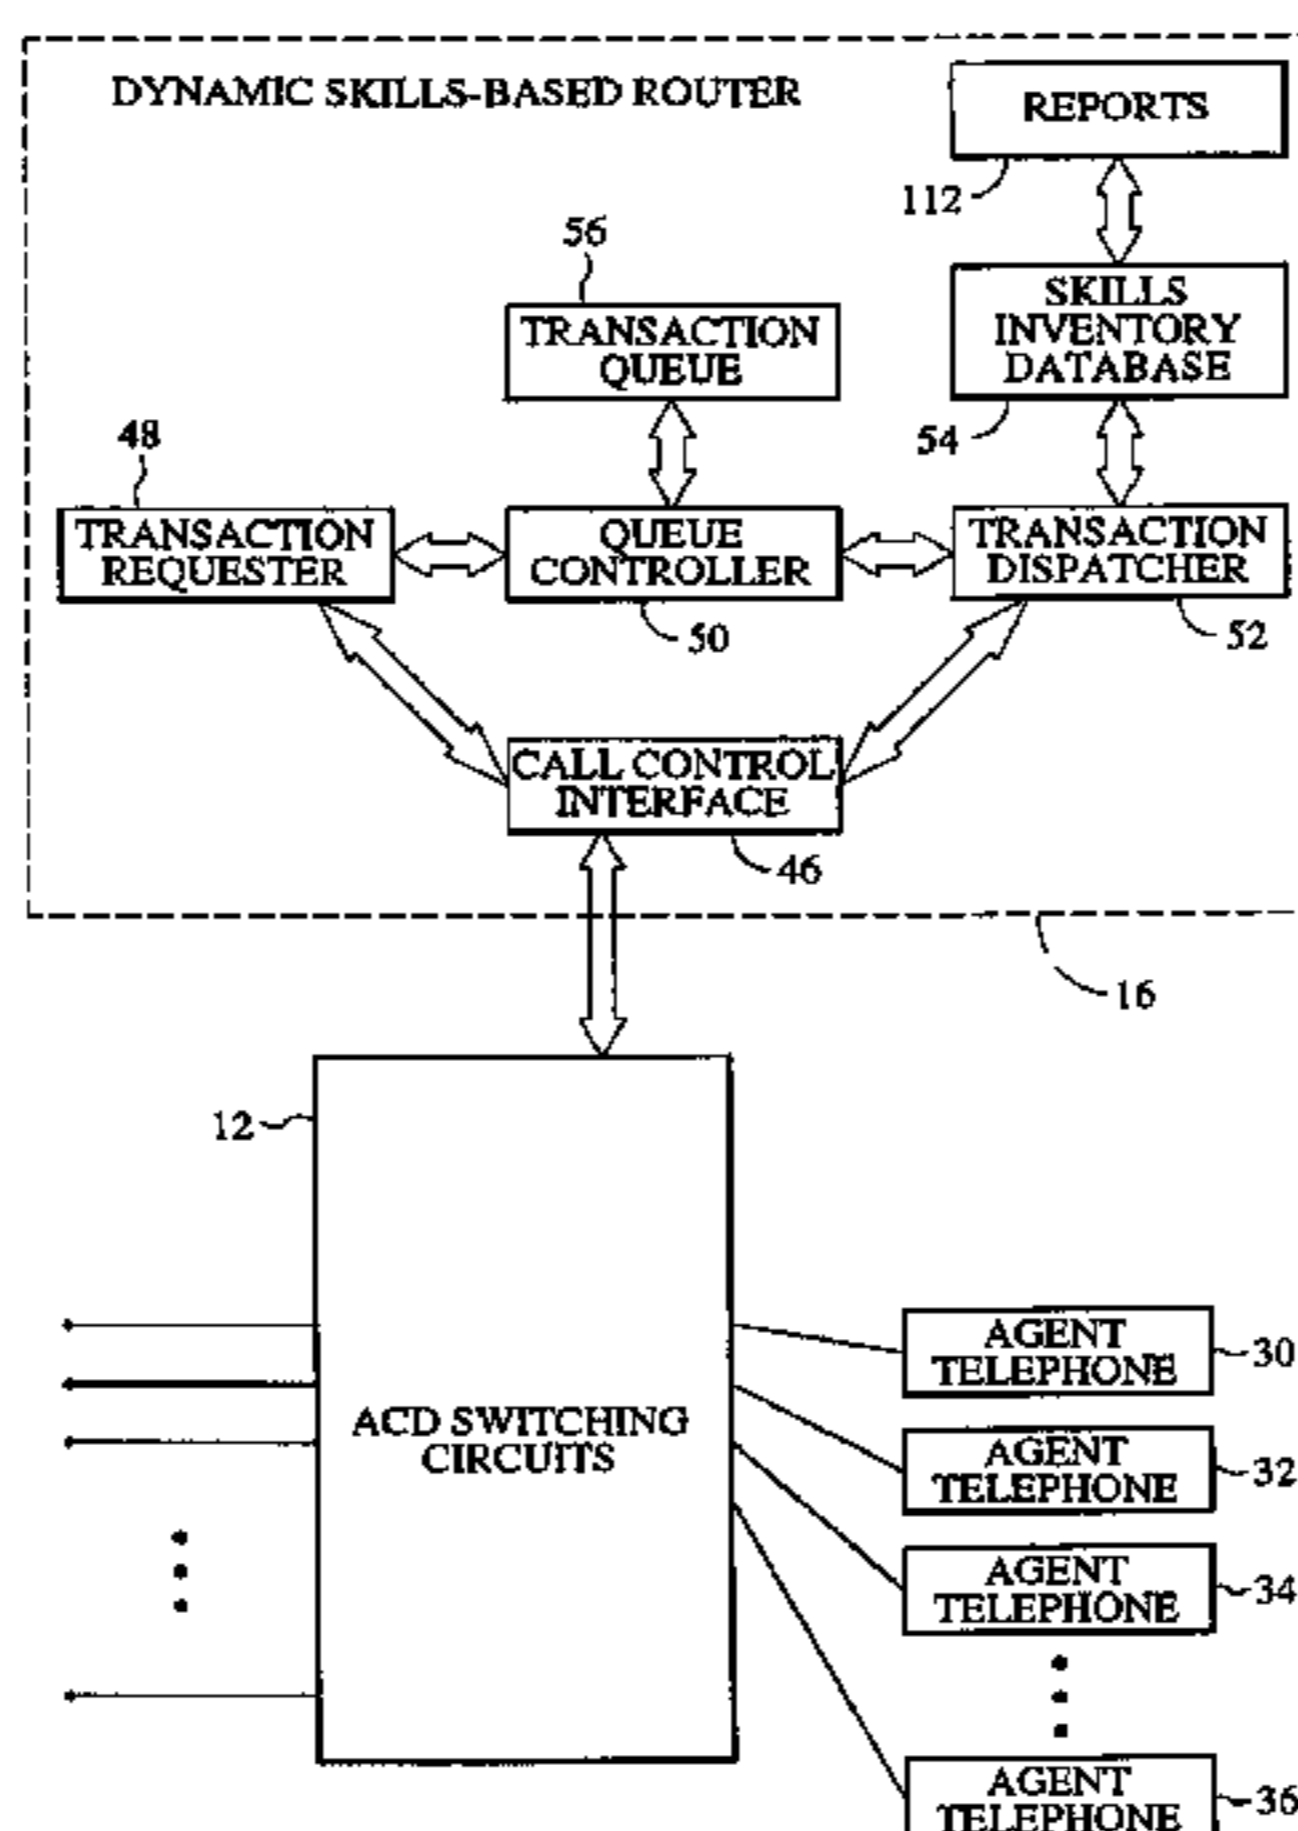 DYNAMIC SKILLS-BASED ROUTER
REPORTS
112
56
TRANSACTION
QUEUE
SKILLS
INVENTORY
DATABASE
54
48
TRANSACTION
REQUESTER
QUEUE
CONTROLLER
50
TRANSACTION
DISPATCHER
52
CALL CONTROL
INTERFACE
46
16
12
ACD SWITCHING
CIRCUITS
AGENT
TELEPHONE
30
AGENT
TELEPHONE
32
AGENT
TELEPHONE
34
AGENT
TELEPHONE
36